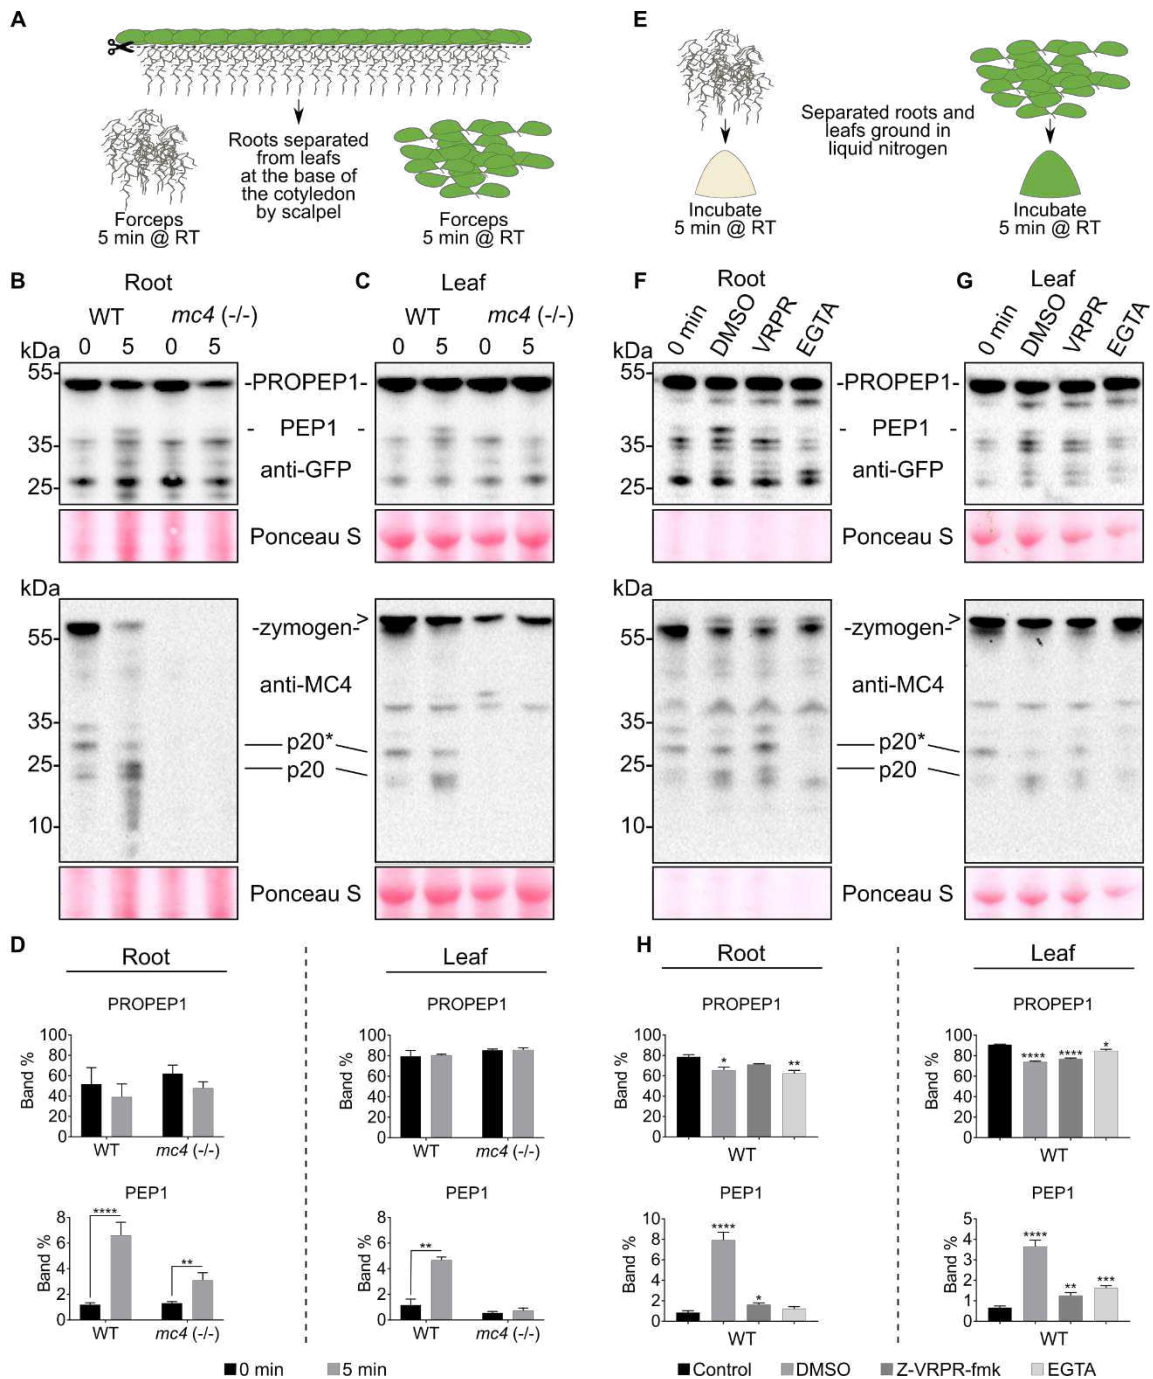 A
Roots separated
from leafs
at the base of
the cotyledon
by scalpel
Forceps
5 min @ RT
Forceps
5 min @ RT
E
Separated roots and
leafs ground in
liquid nitrogen
Incubate
5 min @ RT
Incubate
5 min @ RT
B
Root
WT
mc4 (-/-)
0 5 0 5
C
Leaf
WT
mc4 (-/-)
0 5 0 5
kDa
55
35
25
-PROPEP1-
- PEP1 -
anti-GFP
Ponceau S
kDa
55
35
25
10
>
-zymogen-
anti-MC4
p20*
p20
Ponceau S
F
Root
0 min DMSO VRPR EGTA
G
Leaf
0 min DMSO VRPR EGTA
kDa
55
35
25
-PROPEP1-
- PEP1 -
anti-GFP
Ponceau S
kDa
55
35
25
10
>
-zymogen-
anti-MC4
p20*
p20
Ponceau S
D
Root
PROPEP1
Band %
100
80
60
40
20
0
WT
mc4 (-/-)
PEP1
Band %
8
6
4
2
0
****
**
WT
mc4 (-/-)
Leaf
PROPEP1
Band %
100
80
60
40
20
0
WT
mc4 (-/-)
PEP1
Band %
8
6
4
2
0
**
WT
mc4 (-/-)
0 min
5 min
H
Root
PROPEP1
Band %
100
80
60
40
20
0
*
**
WT
PEP1
Band %
10
8
6
4
2
0
****
*
WT
Leaf
PROPEP1
Band %
100
80
60
40
20
0
****
****
*
WT
PEP1
Band %
5
4
3
2
1
0
****
**
***
WT
Control
DMSO
Z-VRPR-fmk
EGTA